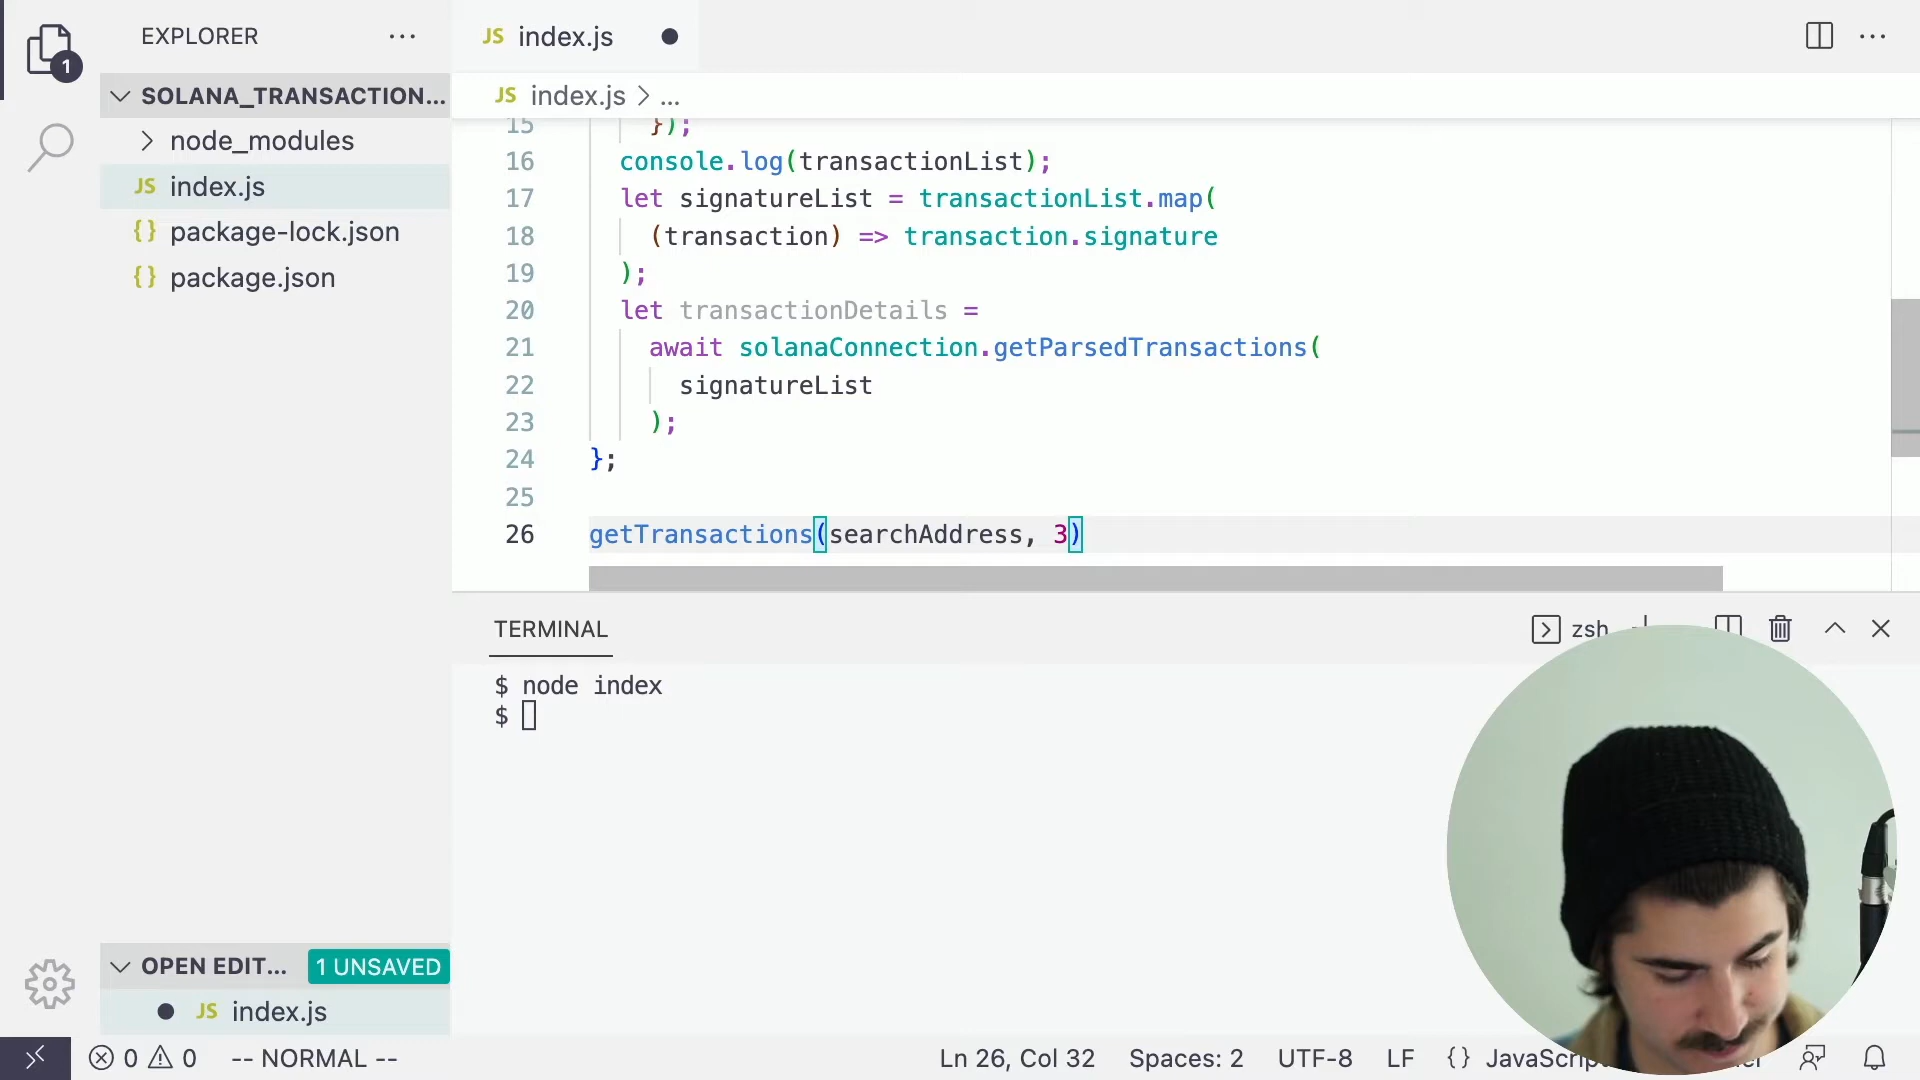 EXPLORER
1
SOLANA_TRANSACTION...
node_modules
JS index.js
{} package-lock.json
{} package.json
JS index.js
JS index.js > ...
15 });
16 console.log(transactionList);
17 let signatureList = transactionList.map(
18 (transaction) => transaction.signature
19 );
20 let transactionDetails =
21 await solanaConnection.getParsedTransactions(
22 signatureList
23 );
24 };
25
26 getTransactions(searchAddress, 3)
TERMINAL
zsh
$ node index
$
OPEN EDIT... 1 UNSAVED
JS index.js
0 0 -- NORMAL -- Ln 26, Col 32 Spaces: 2 UTF-8 LF {}